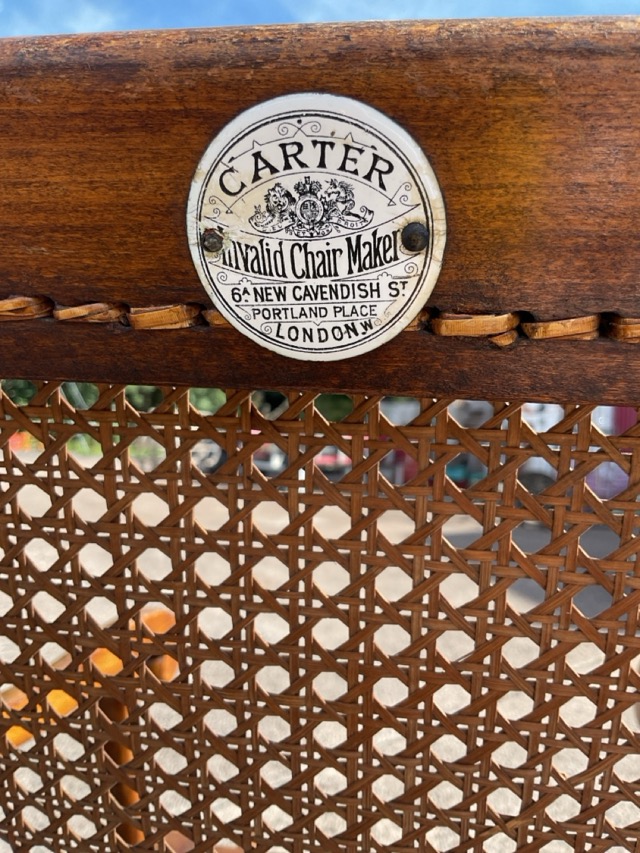 CARTER
Invalid Chair Maker
6A NEW CAVENDISH ST
PORTLAND PLACE
LONDON.W.